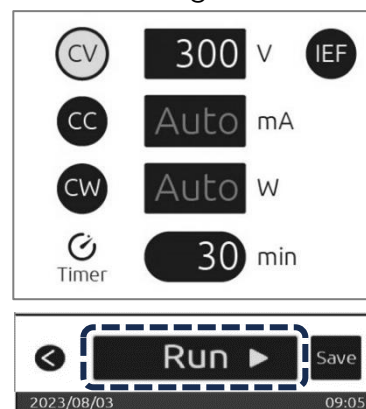 CV 300 V IEF
CC Auto mA
CW Auto W
Timer 30 min
Run Save
2023/08/03 09:05